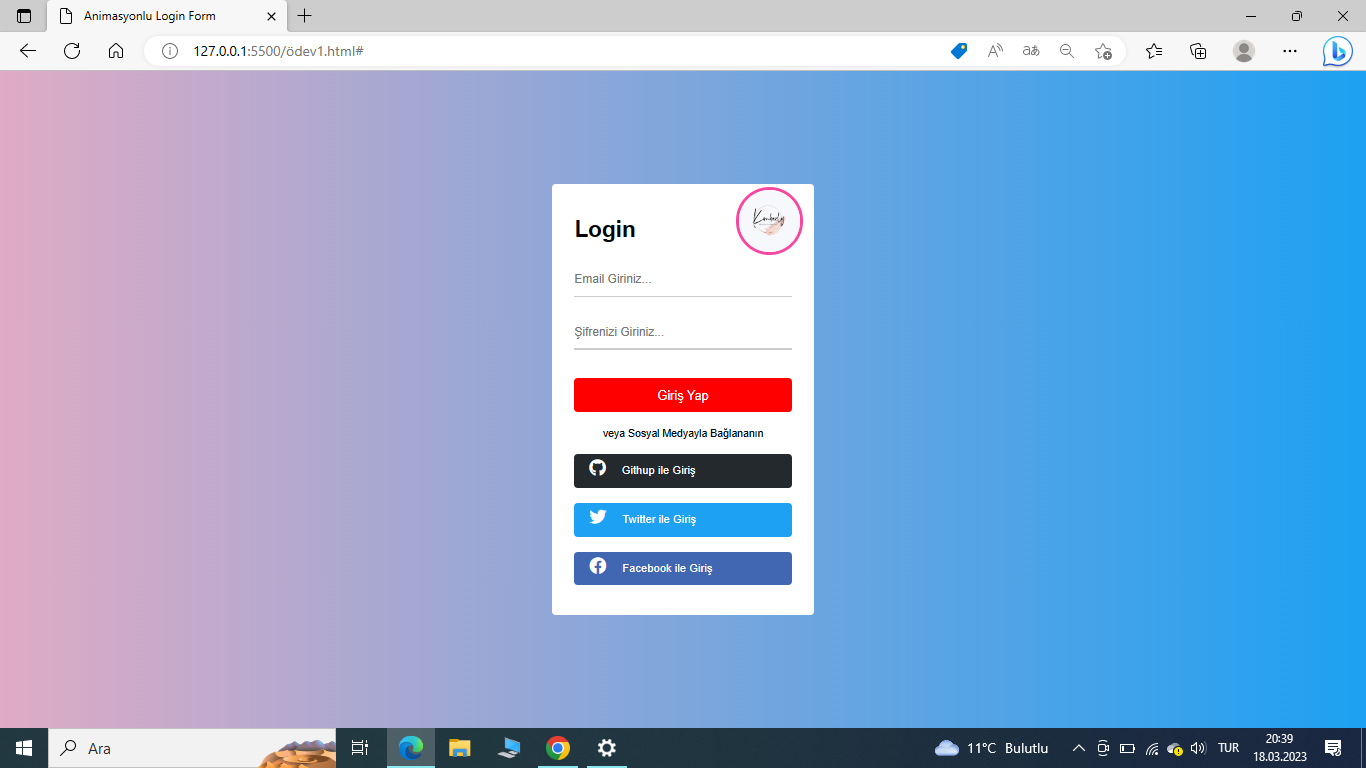 Animasyonlu Login Form
127.0.0.1:5500/ödev1.html#
Login
Kimberly
Email Giriniz...
Şifrenizi Giriniz...
Giriş Yap
veya Sosyal Medyayla Bağlananın
Githup ile Giriş
Twitter ile Giriş
Facebook ile Giriş
Ara
11°C Bulutlu
TUR
20:39
18.03.2023